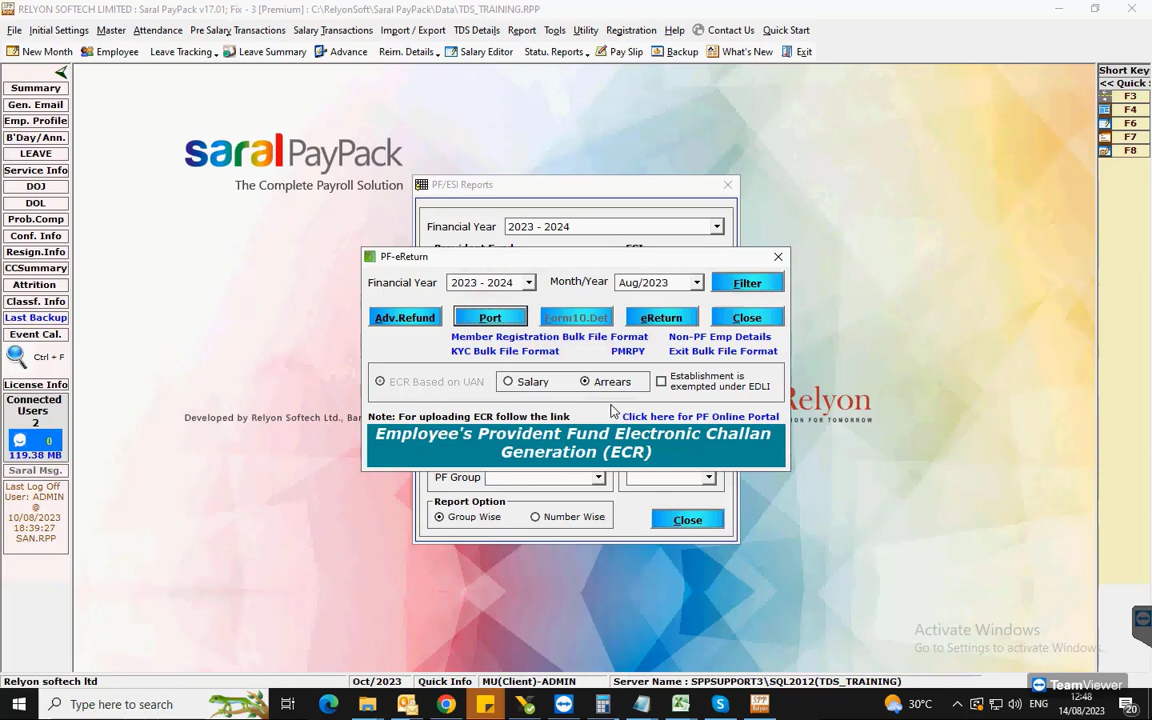 RELYON SOFTECH LIMITED : Saral PayPack v17.01; Fix - 3 [Premium] : C:\RelyonSoft\Saral PayPack\Data\TDS_TRAINING.RPP
File Initial Settings Master Attendance Pre Salary Transactions Salary Transactions Import / Export TDS Details Report Tools Utility Registration Help Contact Us Quick Start
New Month Employee Leave Tracking Leave Summary Advance Reim. Details Salary Editor Statu. Reports Pay Slip Backup What's New Exit
Summary
Gen. Email
Emp. Profile
B'Day/Ann.
LEAVE
Service Info
DOJ
DOL
Prob.Comp
Conf. Info
Resign.Info
CCSummary
Attrition
Classf. Info
Last Backup
Event Cal.
Ctrl + F
License Info
Connected
Users
2
0
119.38 MB
Saral Msg.
Last Log Off
User: ADMIN
@
10/08/2023
18:39:27
SAN.RPP
saral PayPack
The Complete Payroll Solution
Developed by Relyon Softech Ltd., Ban
Relyon
ION FOR TOMORROW
PF/ESI Reports
Financial Year 2023 - 2024
PF-eReturn
Financial Year 2023 - 2024 Month/Year Aug/2023 Filter
Adv.Refund Port Form10.Det eReturn Close
Member Registration Bulk File Format Non-PF Emp Details
KYC Bulk File Format PMRPY Exit Bulk File Format
ECR Based on UAN Salary Arrears Establishment is
exempted under EDLI
Note: For uploading ECR follow the link Click here for PF Online Portal
Employee's Provident Fund Electronic Challan
Generation (ECR)
PF Group
Report Option
Group Wise Number Wise Close
Short Key
<< Quick :
F3
F4
F6
F7
F8
Activate Windows
Go to Settings to activate Windows.
TeamViewer
Relyon softech ltd Oct/2023 Quick Info MU(Client)-ADMIN Server Name : SPPSUPPORT3\SQL2012(TDS_TRAINING)
Type here to search 30°C ENG 12:48
14/08/2023 20